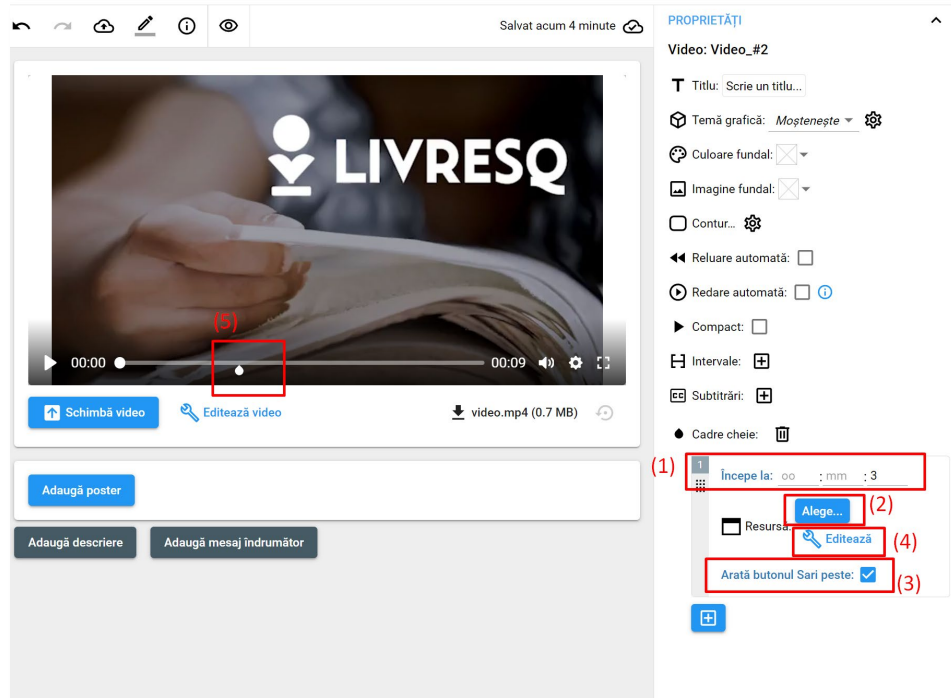 Salvat acum 4 minute
LIVRESQ
(5)
00:00
00:09
Schimbă video
Editează video
video.mp4 (0.7 MB)
Adaugă poster
Adaugă descriere
Adaugă mesaj îndrumător
PROPRIETĂȚI
Video: Video_#2
Titlu: Scrie un titlu...
Temă grafică: Moștenește
Culoare fundal:
Imagine fundal:
Contur...
Reluare automată:
Redare automată:
Compact:
Intervale:
CC Subtitrări:
Cadre cheie:
(1)
1
Începe la: oo : mm : 3
Alege... (2)
Resursa:
Editează (4)
Arată butonul Sari peste: (3)